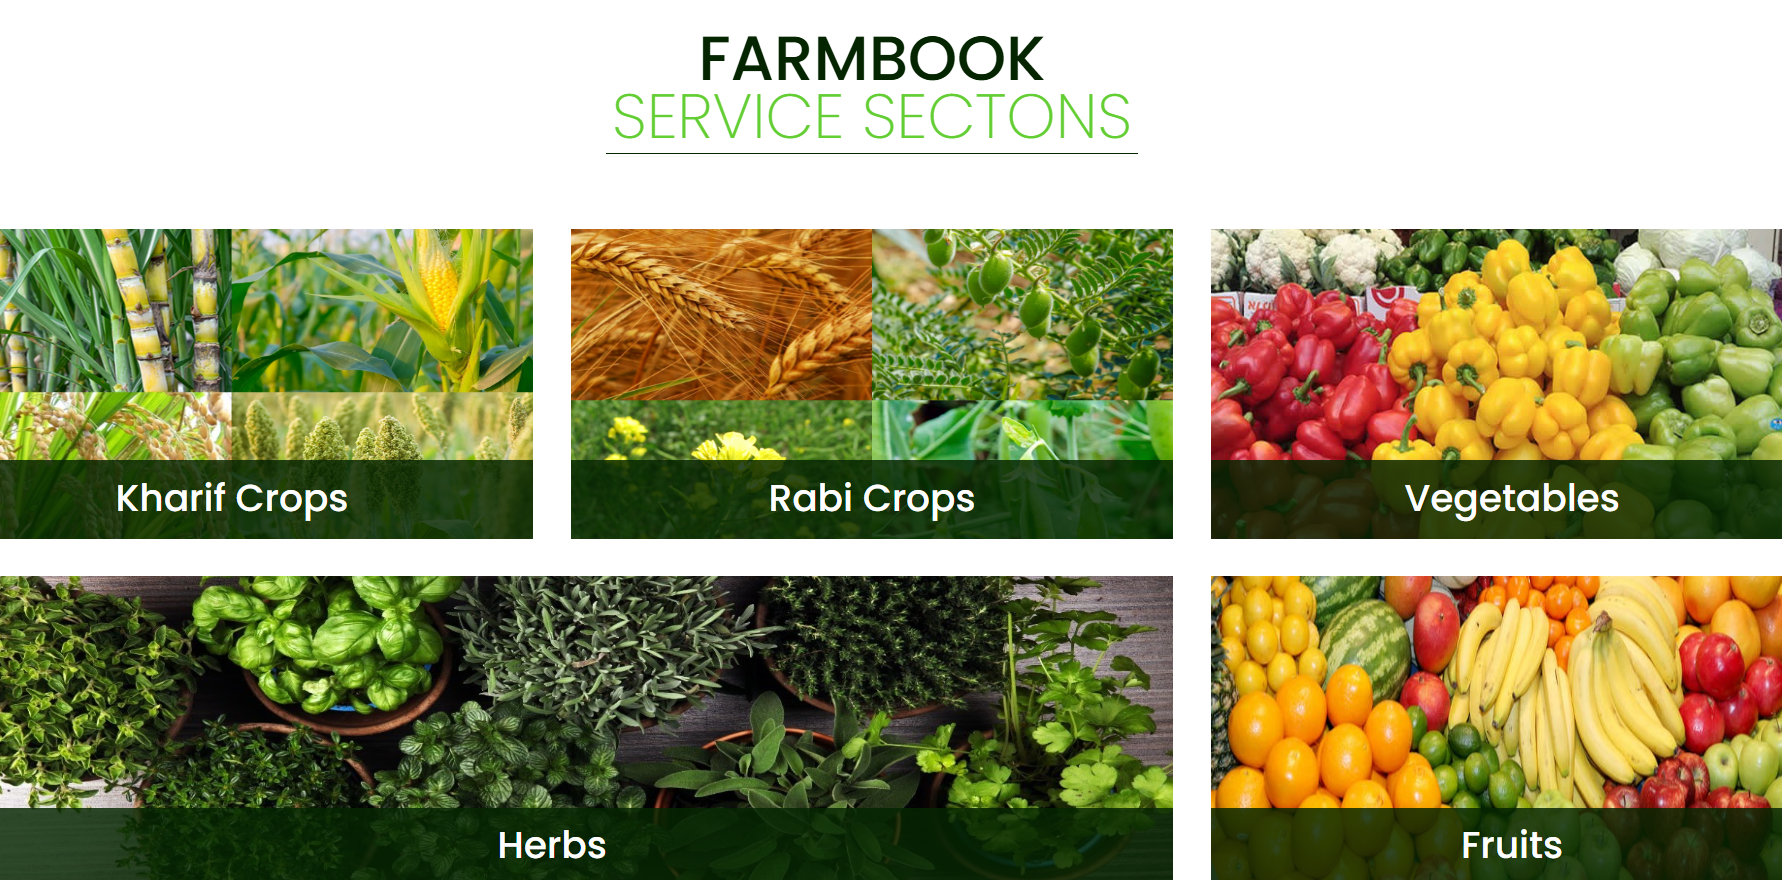 FARMBOOK
SERVICE SECTONS
Kharif Crops
Rabi Crops
Vegetables
Herbs
Fruits